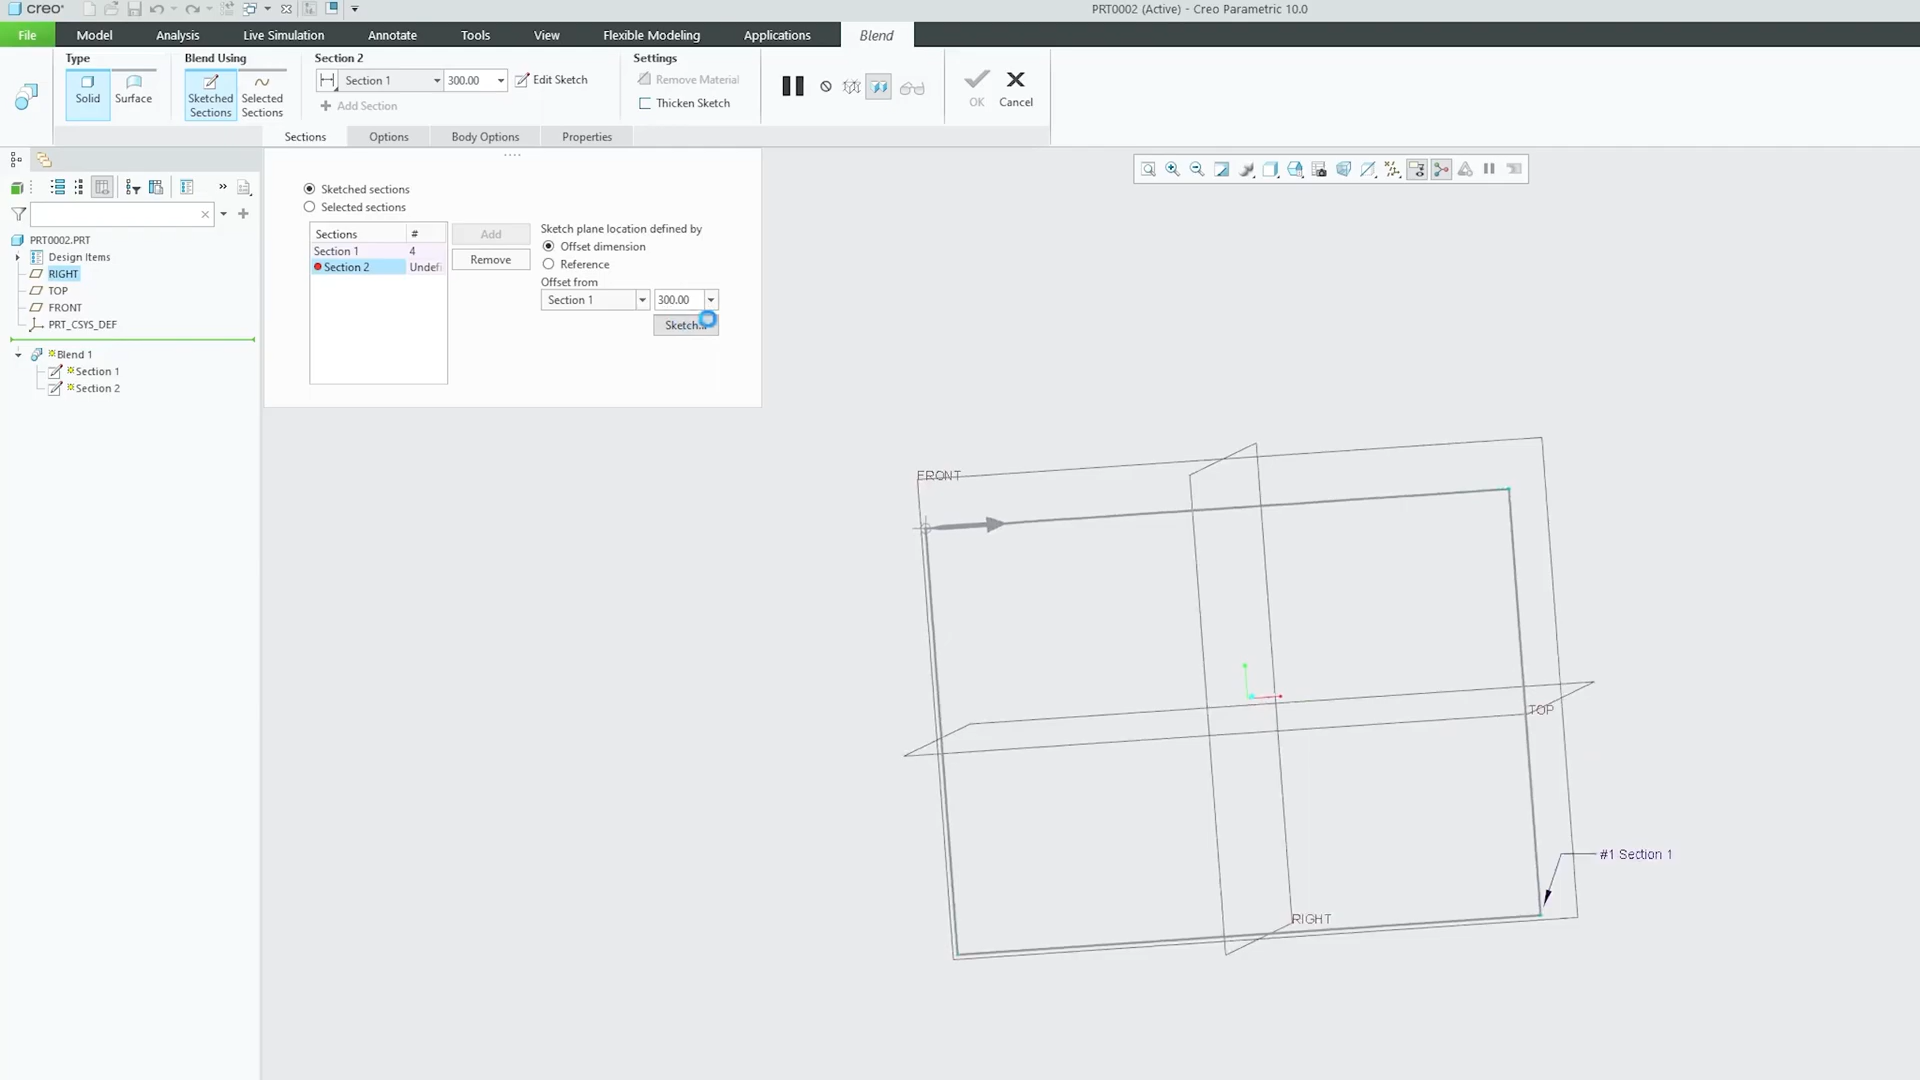 creo
PRT0002 (Active) - Creo Parametric 10.0
File
Model
Analysis
Live Simulation
Annotate
Tools
View
Flexible Modeling
Applications
Blend
Type
Blend Using
Section 2
Settings
Solid
Surface
Sketched
Sections
Selected
Sections
Section 1
300.00
Edit Sketch
Add Section
Remove Material
Thicken Sketch
OK
Cancel
Sections
Options
Body Options
Properties
PRT0002.PRT
Design Items
RIGHT
TOP
FRONT
PRT_CSYS_DEF
Blend 1
Section 1
Section 2
Sketched sections
Selected sections
Sections #
Section 1 4
Section 2 Undefi
Add
Remove
Sketch plane location defined by
Offset dimension
Reference
Offset from
Section 1
300.00
Sketch...
FRONT
TOP
#1 Section 1
RIGHT